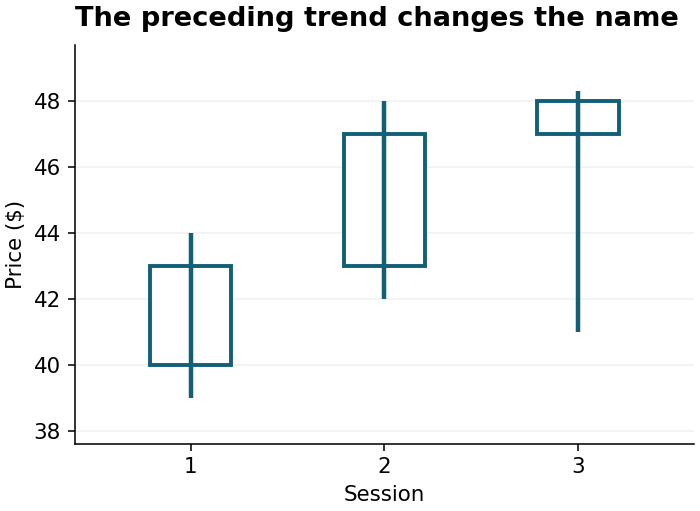 The preceding trend changes the name
Price ($)
48
46
44
42
40
38
1 2 3
Session